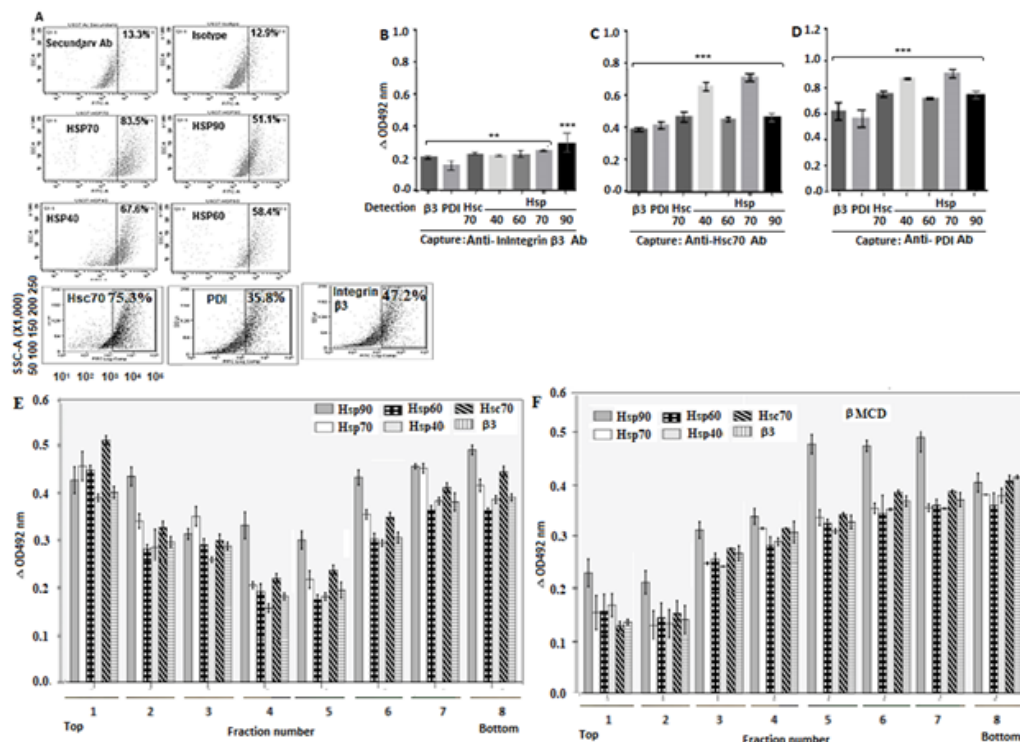 A
Secundarv Ab 13.3%
Isotype 12.9%
HSP70 83.5%
HSP90 51.1%
HSP40 67.6%
HSP60 58.4%
Hsc70 75.3%
PDI 35.8%
Integrin β3 47.2%
SSC-A (X1,000)
50 100 150 200 250
10¹ 10² 10³ 10⁴ 10⁵
B
Δ OD492 nm
1.0
0.8
0.6
0.4
0.2
0.0
**
***
Detection β3 PDI Hsc 70 Hsp 40 60 70 90
Capture: Anti-InIntegrin β3 Ab
C
1.0
0.8
0.6
0.4
0.2
0.0
***
β3 PDI Hsc 70 Hsp 40 60 70 90
Capture: Anti-Hsc70 Ab
D
1.0
0.8
0.6
0.4
0.2
0.0
***
β3 PDI Hsc 70 Hsp 40 60 70 90
Capture: Anti- PDI Ab
E
Δ OD492 nm
0.6
0.5
0.4
0.3
0.2
0.1
0.0
Hsp90 Hsp60 Hsc70
Hsp70 Hsp40 β3
1 2 3 4 5 6 7 8
Top Fraction number Bottom
F
Δ OD492 nm
0.6
0.5
0.4
0.3
0.2
0.1
0.0
Hsp90 Hsp60 Hsc70
Hsp70 Hsp40 β3
βMCD
1 2 3 4 5 6 7 8
Top Fraction number Bottom